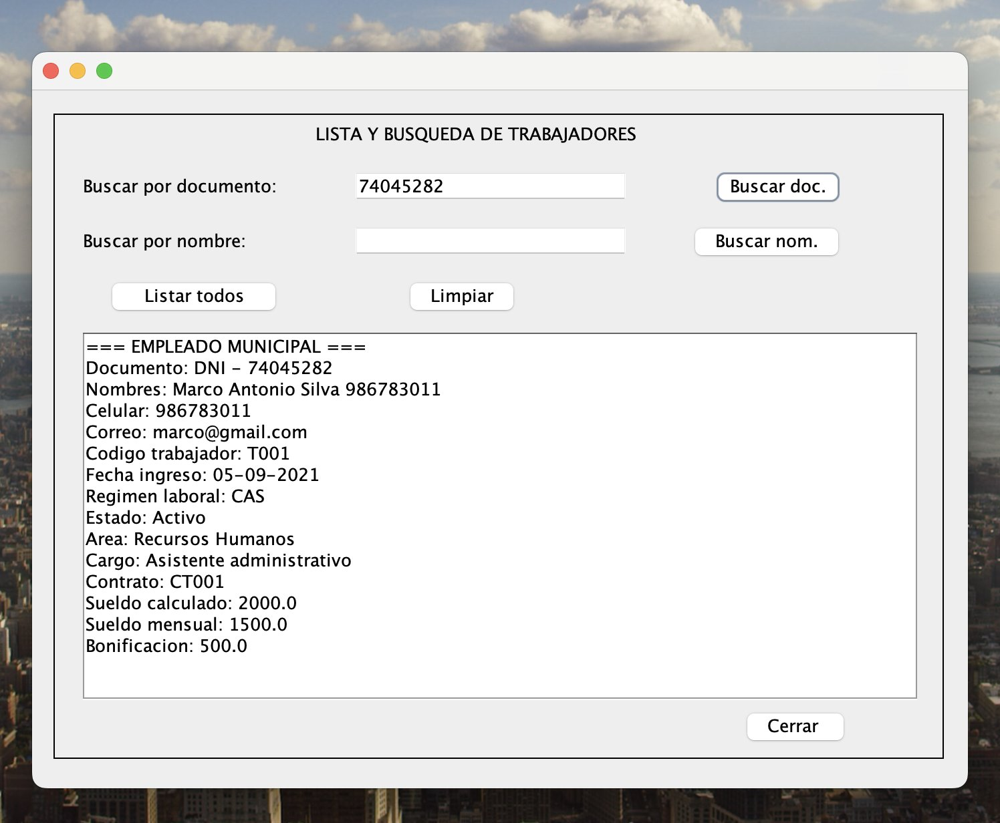 LISTA Y BUSQUEDA DE TRABAJADORES
Buscar por documento: 74045282 Buscar doc.
Buscar por nombre: Buscar nom.
Listar todos Limpiar
=== EMPLEADO MUNICIPAL ===
Documento: DNI - 74045282
Nombres: Marco Antonio Silva 986783011
Celular: 986783011
Correo: marco@gmail.com
Codigo trabajador: T001
Fecha ingreso: 05-09-2021
Regimen laboral: CAS
Estado: Activo
Area: Recursos Humanos
Cargo: Asistente administrativo
Contrato: CT001
Sueldo calculado: 2000.0
Sueldo mensual: 1500.0
Bonificacion: 500.0
Cerrar